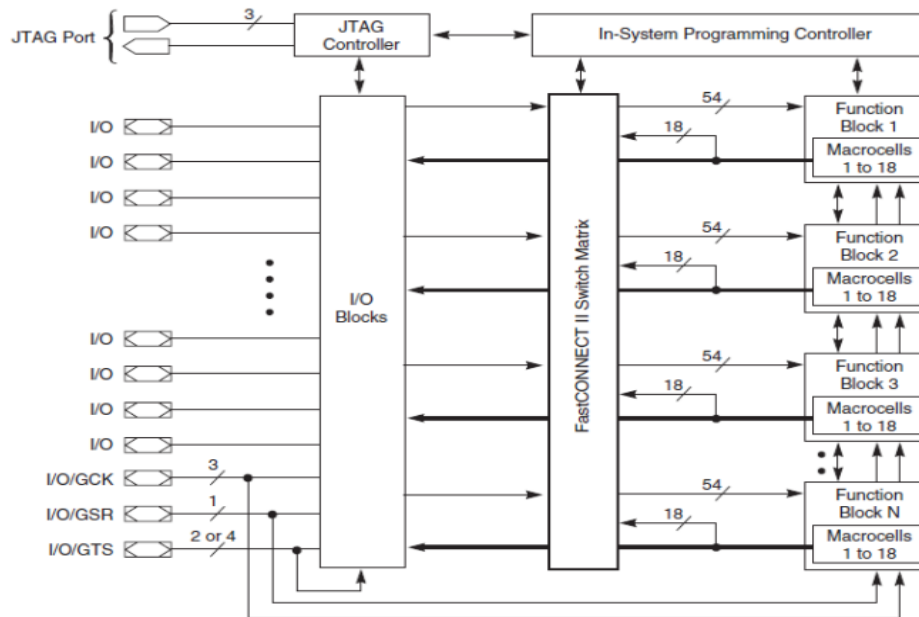 JTAG Port
3
JTAG
Controller
In-System Programming Controller
I/O
I/O
I/O
I/O
I/O
I/O
I/O
I/O
I/O/GCK
3
I/O/GSR
1
I/O/GTS
2 or 4
I/O
Blocks
FastCONNECT II Switch Matrix
54
18
Function
Block 1
Macrocells
1 to 18
54
18
Function
Block 2
Macrocells
1 to 18
54
18
Function
Block 3
Macrocells
1 to 18
54
18
Function
Block N
Macrocells
1 to 18